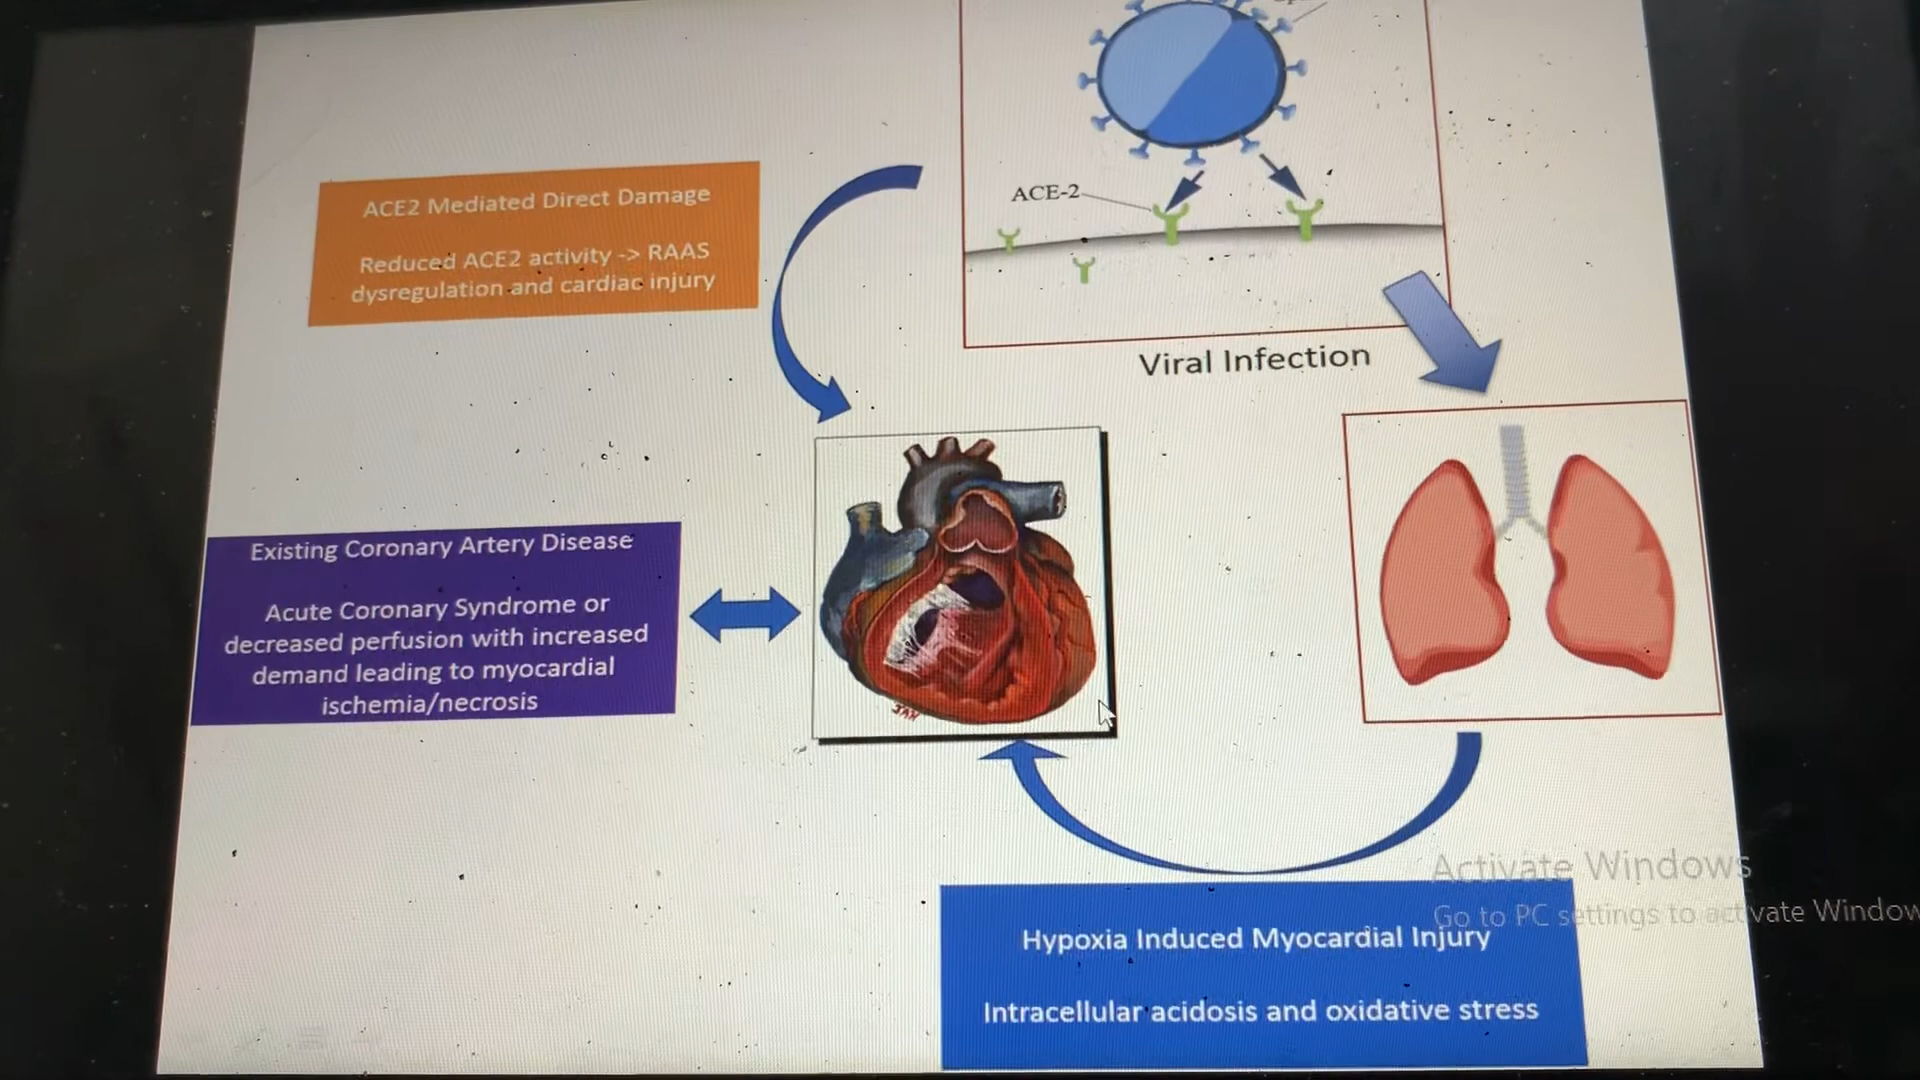 ACE-2
ACE2 Mediated Direct Damage
Reduced ACE2 activity -> RAAS
dysregulation and cardiac injury
Viral Infection
Existing Coronary Artery Disease
Acute Coronary Syndrome or
decreased perfusion with increased
demand leading to myocardial
ischemia/necrosis
JAH
Activate Windows
Go to PC settings to activate Window
Hypoxia Induced Myocardial Injury
Intracellular acidosis and oxidative stress